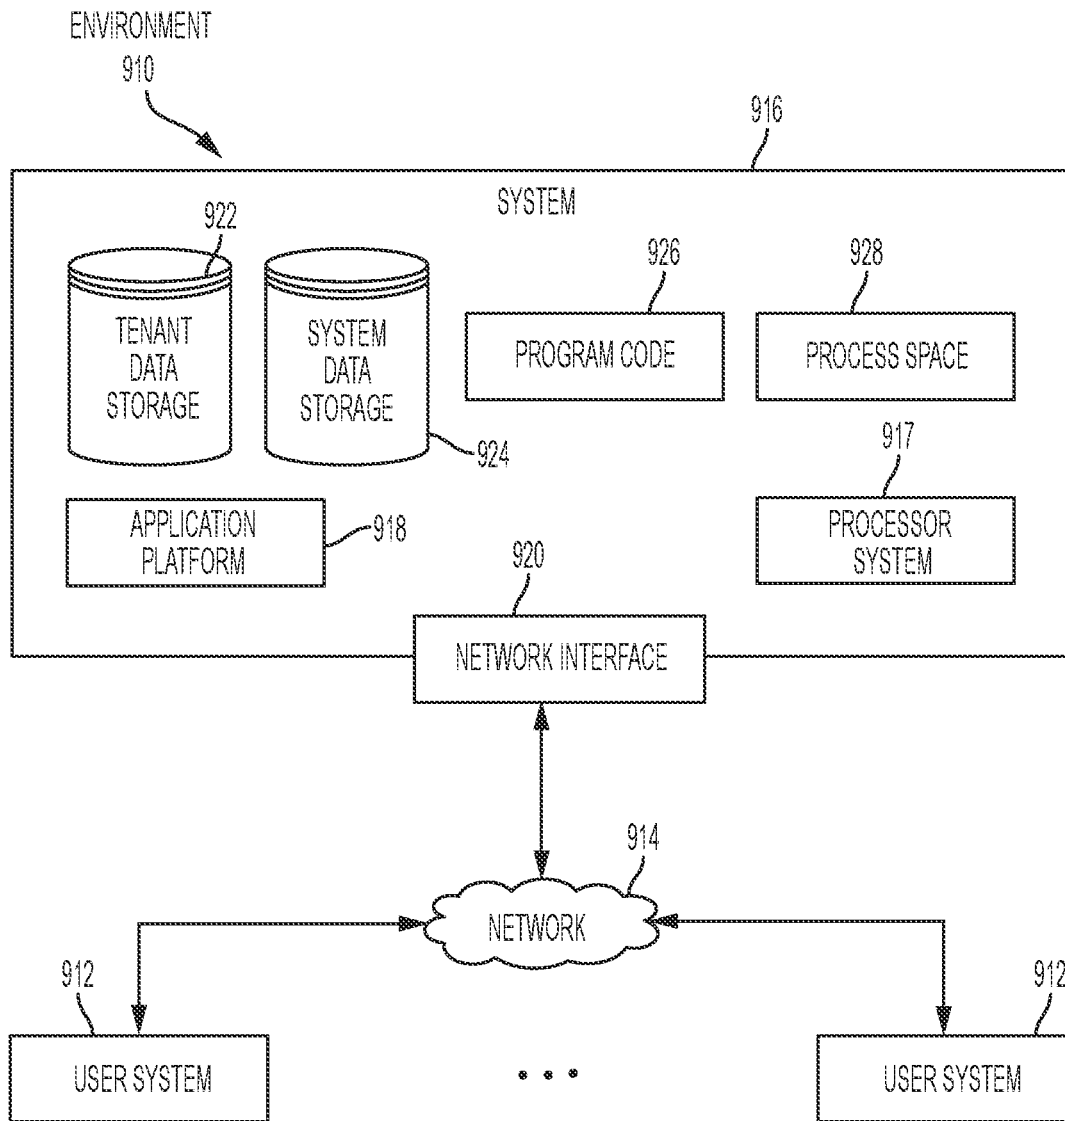 ENVIRONMENT
910
916
SYSTEM
922
TENANT
DATA
STORAGE
SYSTEM
DATA
STORAGE
924
926
PROGRAM CODE
928
PROCESS SPACE
917
PROCESSOR
SYSTEM
APPLICATION
PLATFORM
918
920
NETWORK INTERFACE
914
NETWORK
912
USER SYSTEM
• • •
912
USER SYSTEM